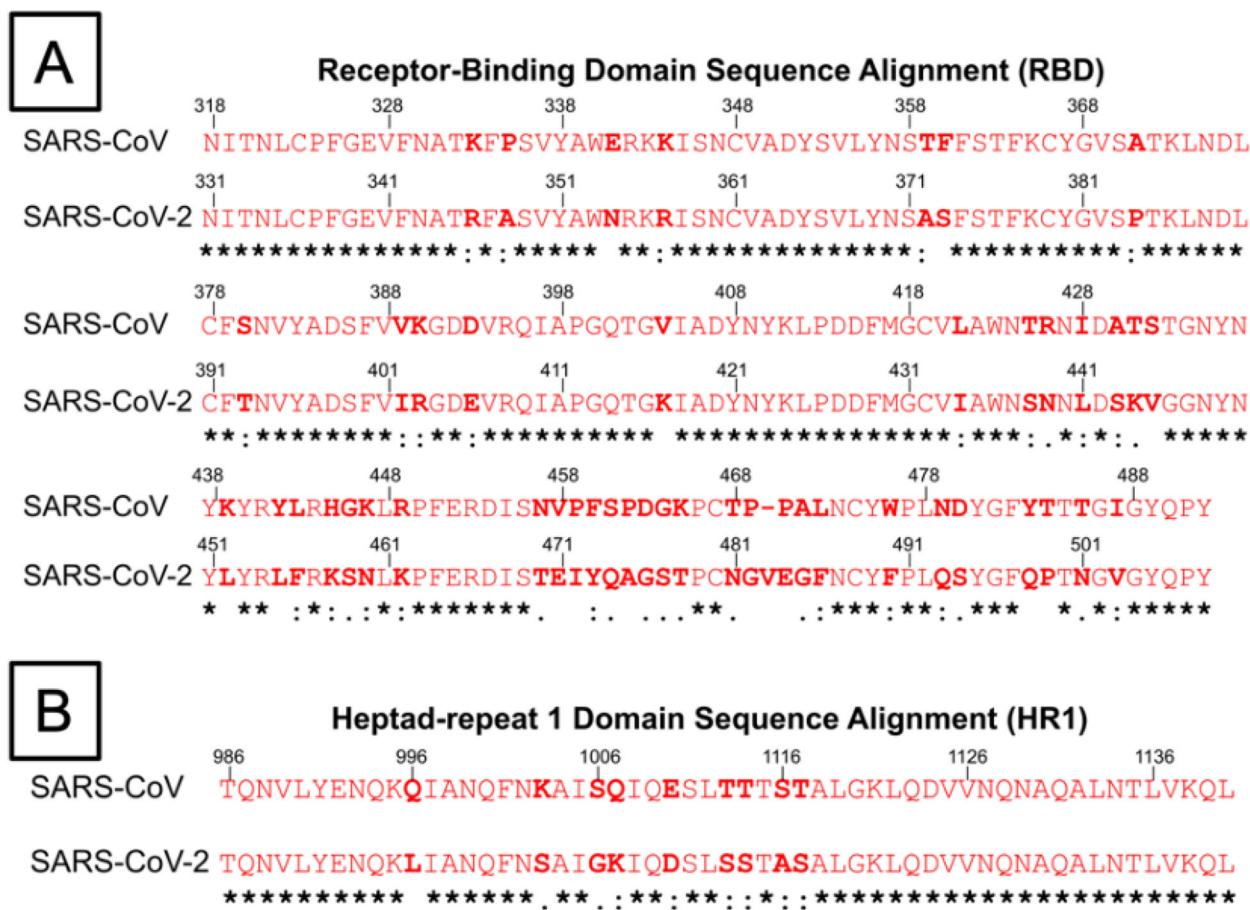 A
Receptor-Binding Domain Sequence Alignment (RBD)
318 328 338 348 358 368
SARS-CoV NITNLCPFGEVFNATKFPSVYAWERKKISNCVADYSVLYNSTFFSTFKCYGVSATKLNDL
331 341 351 361 371 381
SARS-CoV-2 NITNLCPFGEVFNATRFASVYAWNRKRISNCVADYSVLYNSASFSTFKCYGVSPTKLNDL
***************:*:***** **:**************: **********:******
378 388 398 408 418 428
SARS-CoV CFSNVYADSFVVKGDDVRQIAPGQTGVIADYNYKLPDDFMGCVLAWNTRNIDATSTGNYN
391 401 411 421 431 441
SARS-CoV-2 CFTNVYADSFVIRGDEVRQIAPGQTGKIADYNYKLPDDFMGCVIAWNSNNLDSKVGGNYN
**:********::**:********** ****************:***:.*:*:. *****
438 448 458 468 478 488
SARS-CoV YKYRYLRHGKLRPFERDISNVPFSPDGKPCTP-PALNCYWPLNDYGFYTTTGIGYQPY
451 461 471 481 491 501
SARS-CoV-2 YLYRLFRKSNLKPFERDISTEIYQAGSTPCNGVEGFNCYFPLQSYGFQPTNGVGYQPY
* ** :*:.:*:*******.  :. ...**.   .:***:**:.***  *.*:*****
B
Heptad-repeat 1 Domain Sequence Alignment (HR1)
986 996 1006 1116 1126 1136
SARS-CoV TQNVLYENQKQIANQFNKAISQIQESLTTTSTALGKLQDVVNQNAQALNTLVKQL
SARS-CoV-2 TQNVLYENQKLIANQFNSAIGKIQDSLSSTASALGKLQDVVNQNAQALNTLVKQL
********** ******.**.:**:**::*::***********************